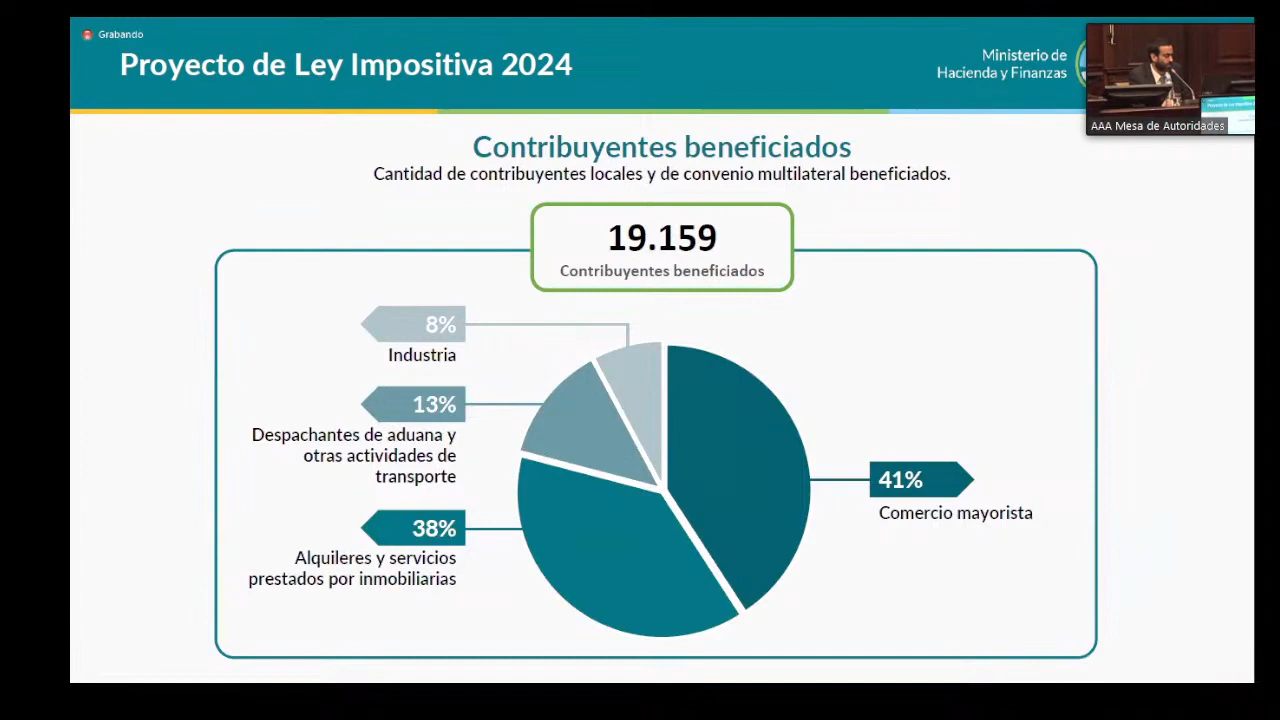 Grabando
Proyecto de Ley Impositiva 2024
Ministerio de
Hacienda y Finanzas
AAA Mesa de Autoridades
Contribuyentes beneficiados
Cantidad de contribuyentes locales y de convenio multilateral beneficiados.
19.159
Contribuyentes beneficiados
8%
Industria
13%
Despachantes de aduana y
otras actividades de
transporte
38%
Alquileres y servicios
prestados por inmobiliarias
41%
Comercio mayorista